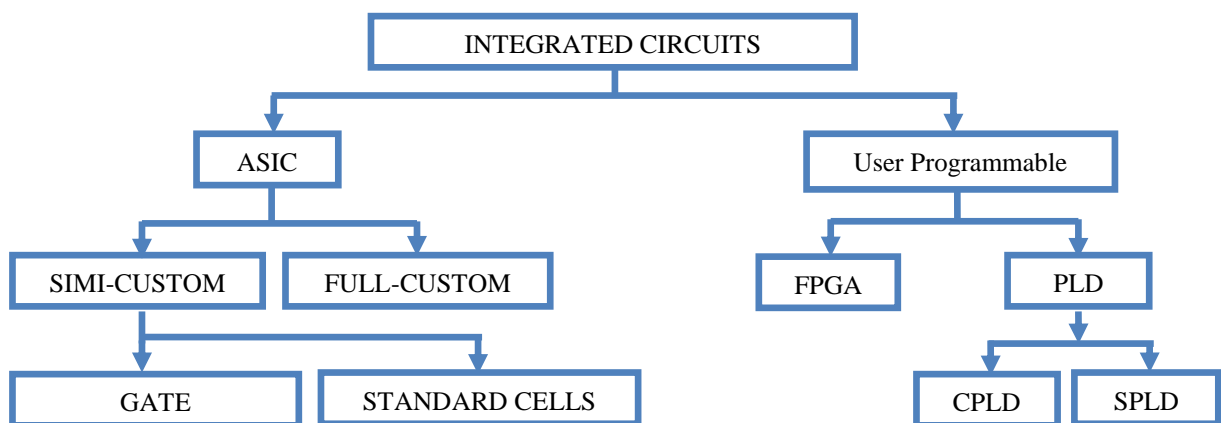 INTEGRATED CIRCUITS
ASIC
User Programmable
SIMI-CUSTOM
FULL-CUSTOM
FPGA
PLD
GATE
STANDARD CELLS
CPLD
SPLD